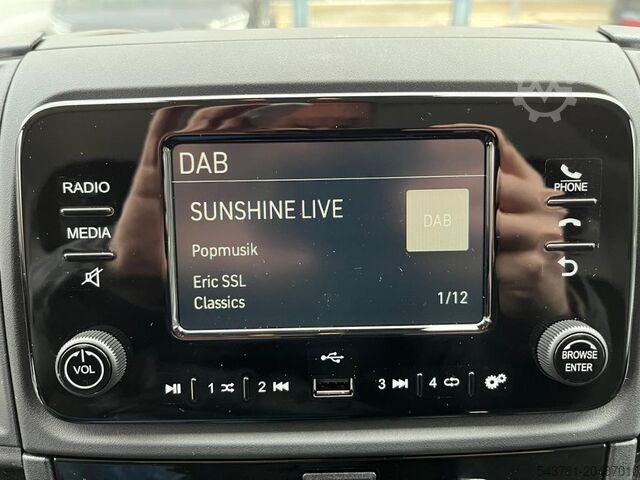 DAB
RADIO
SUNSHINE LIVE
DAB
PHONE
MEDIA
Popmusik
Eric SSL
Classics
1/12
VOL
BROWSE
ENTER
1 2 3 4